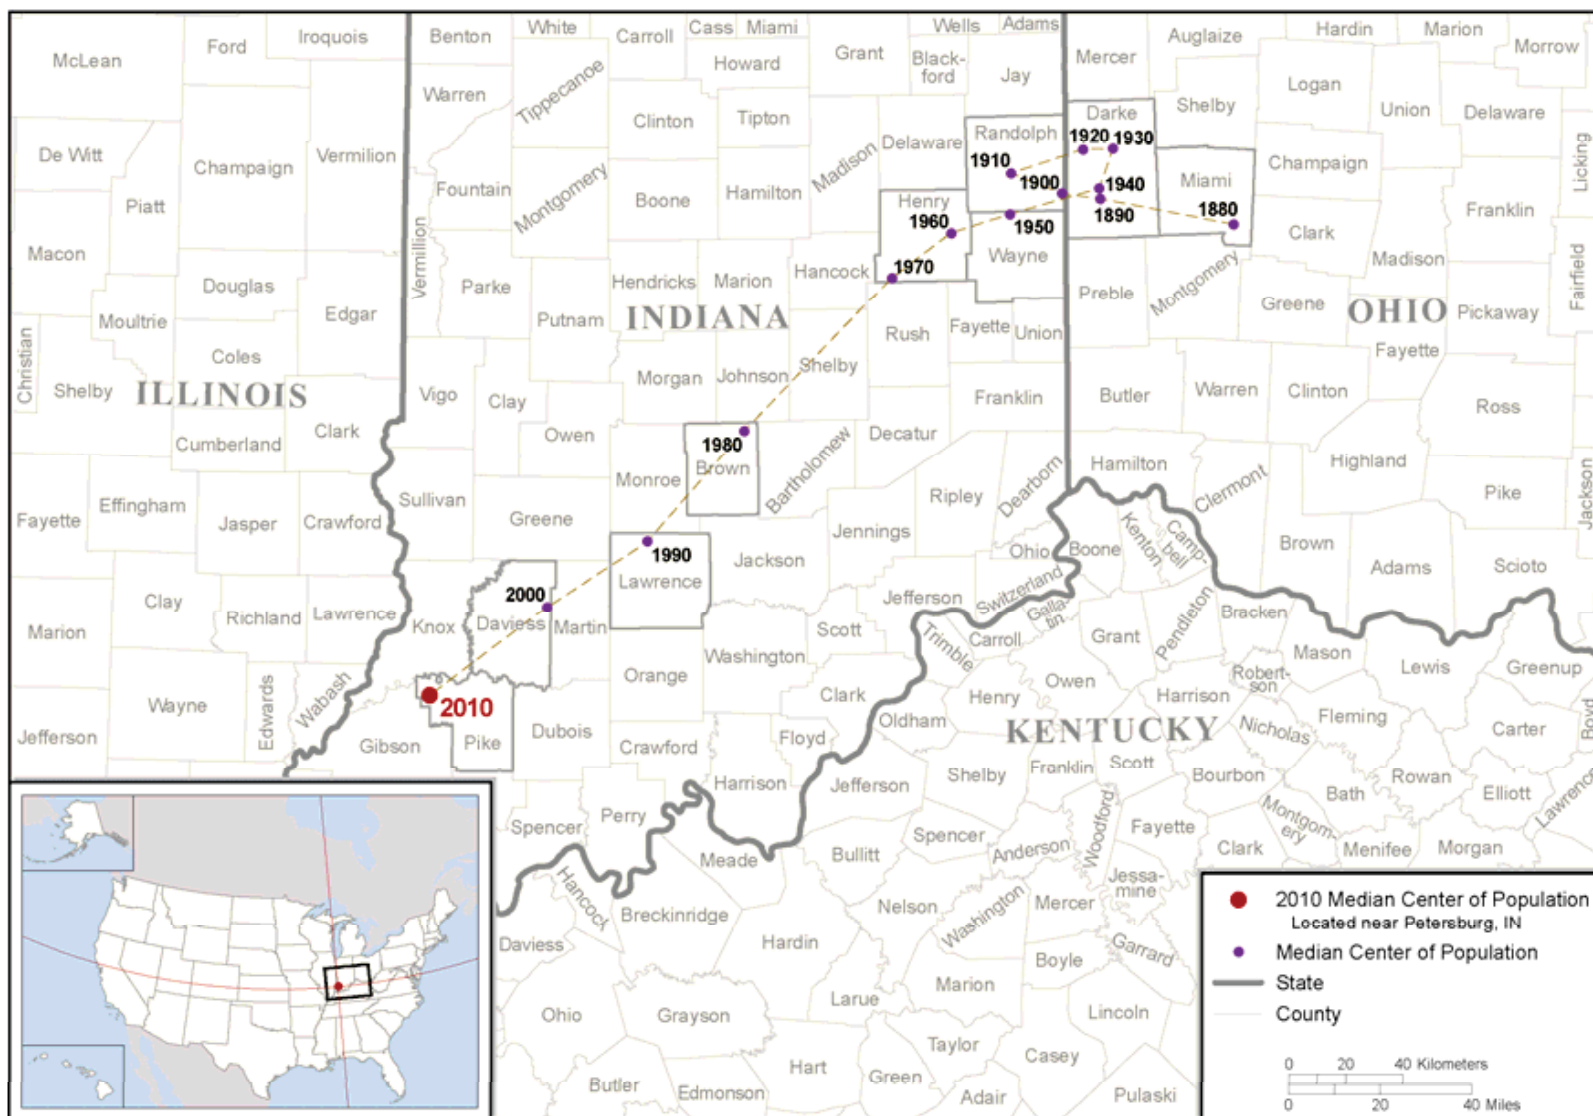 Iroquois
Ford
McLean
Benton
White
Carroll
Cass
Miami
Grant
Wells
Adams
Black-
ford
Jay
Mercer
Auglaize
Hardin
Marion
Morrow
Howard
Warren
Tippecanoe
Clinton
Tipton
Logan
Union
Delaware
Shelby
Darke
Randolph
1920
1930
De Witt
Champaign
Vermilion
Delaware
Madison
1910
Champaign
Licking
Piatt
Fountain
Montgomery
Boone
Hamilton
1900
1940
Miami
1880
Franklin
Henry
1960
1950
1890
Clark
Macon
Vermillion
Parke
Hendricks
Marion
Hancock
1970
Wayne
Madison
Fairfield
Preble
Montgomery
Greene
OHIO
Pickaway
Douglas
Moultrie
Edgar
Putnam
INDIANA
Rush
Fayette
Union
Fayette
Christian
Shelby
Coles
ILLINOIS
Vigo
Clay
Morgan
Johnson
Shelby
Franklin
Butler
Warren
Clinton
Ross
Cumberland
Clark
Owen
1980
Brown
Bartholomew
Decatur
Monroe
Dearborn
Hamilton
Clermont
Highland
Pike
Jackson
Effingham
Fayette
Jasper
Crawford
Sullivan
Greene
Ripley
Jennings
1990
Lawrence
Jackson
Ohio
Boone
Kenton
Camp-
bell
Brown
Adams
Scioto
Clay
Richland
Lawrence
Marion
Knox
2000
Daviess
Martin
Jefferson
Switzerland
Galla-
tin
Scott
Trimble
Carroll
Grant
Pendleton
Bracken
Mason
Lewis
Greenup
Wayne
Edwards
Wabash
Orange
Washington
Clark
Henry
Owen
Harrison
Robert-
son
Jefferson
2010
Gibson
Pike
Dubois
Crawford
Floyd
Oldham
KENTUCKY
Nicholas
Fleming
Carter
Boyd
Harrison
Jefferson
Shelby
Franklin
Scott
Bourbon
Rowan
Bath
Elliott
Lawrence
Perry
Spencer
Meade
Bullitt
Spencer
Anderson
Woodford
Fayette
Montgom-
ery
Clark
Menifee
Morgan
Hancock
Jessa-
mine
Breckinridge
Nelson
Washington
Mercer
Daviess
Hardin
Garrard
Boyle
Larue
Marion
Lincoln
Ohio
Grayson
Taylor
Casey
Hart
Green
Butler
Edmonson
Adair
Pulaski
2010 Median Center of Population
Located near Petersburg, IN
Median Center of Population
State
County
0 20 40 Kilometers
0 20 40 Miles